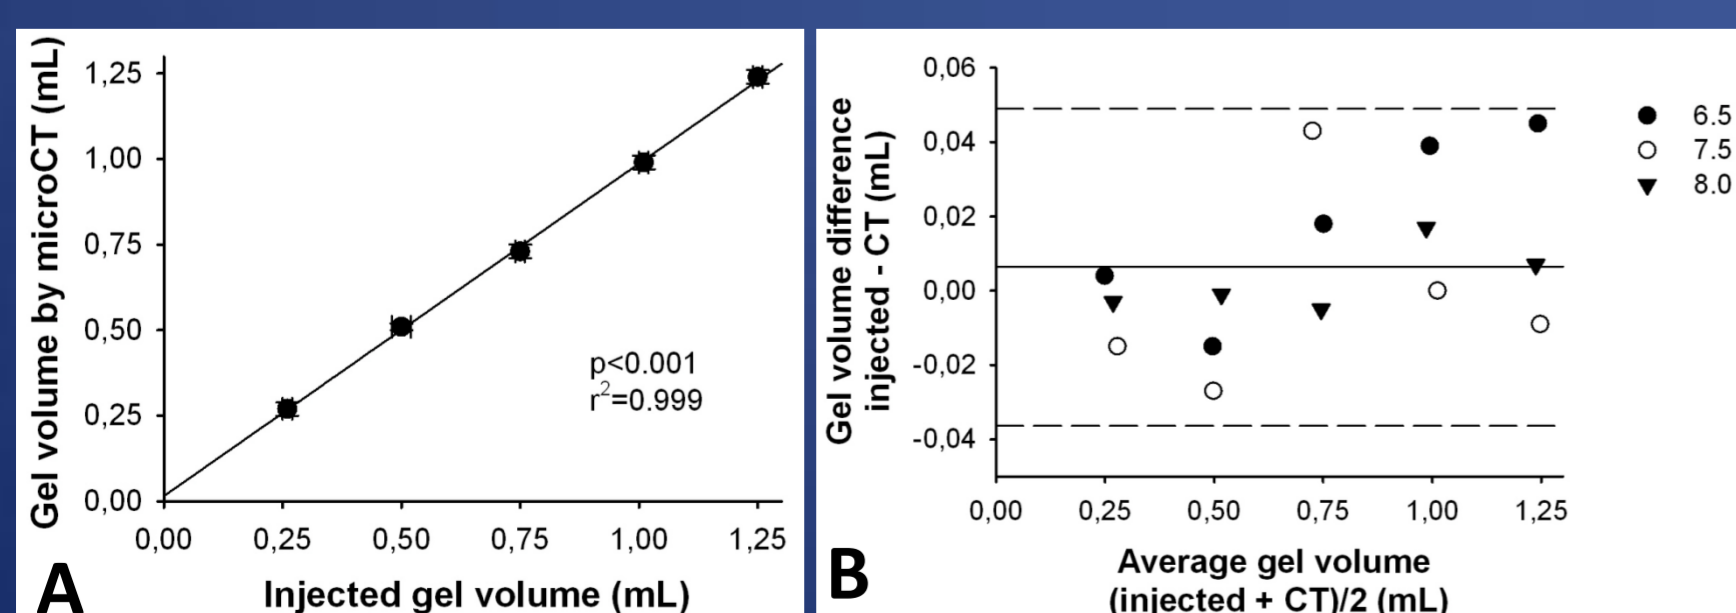 Gel volume by microCT (mL)
1,25
1,00
0,75
0,50
0,25
0,00
p<0.001
r²=0.999
0,00 0,25 0,50 0,75 1,00 1,25
Injected gel volume (mL)
A
Gel volume difference
injected - CT (mL)
0,06
0,04
0,02
0,00
-0,02
-0,04
0,00 0,25 0,50 0,75 1,00 1,25
Average gel volume
(injected + CT)/2 (mL)
B
6.5
7.5
8.0